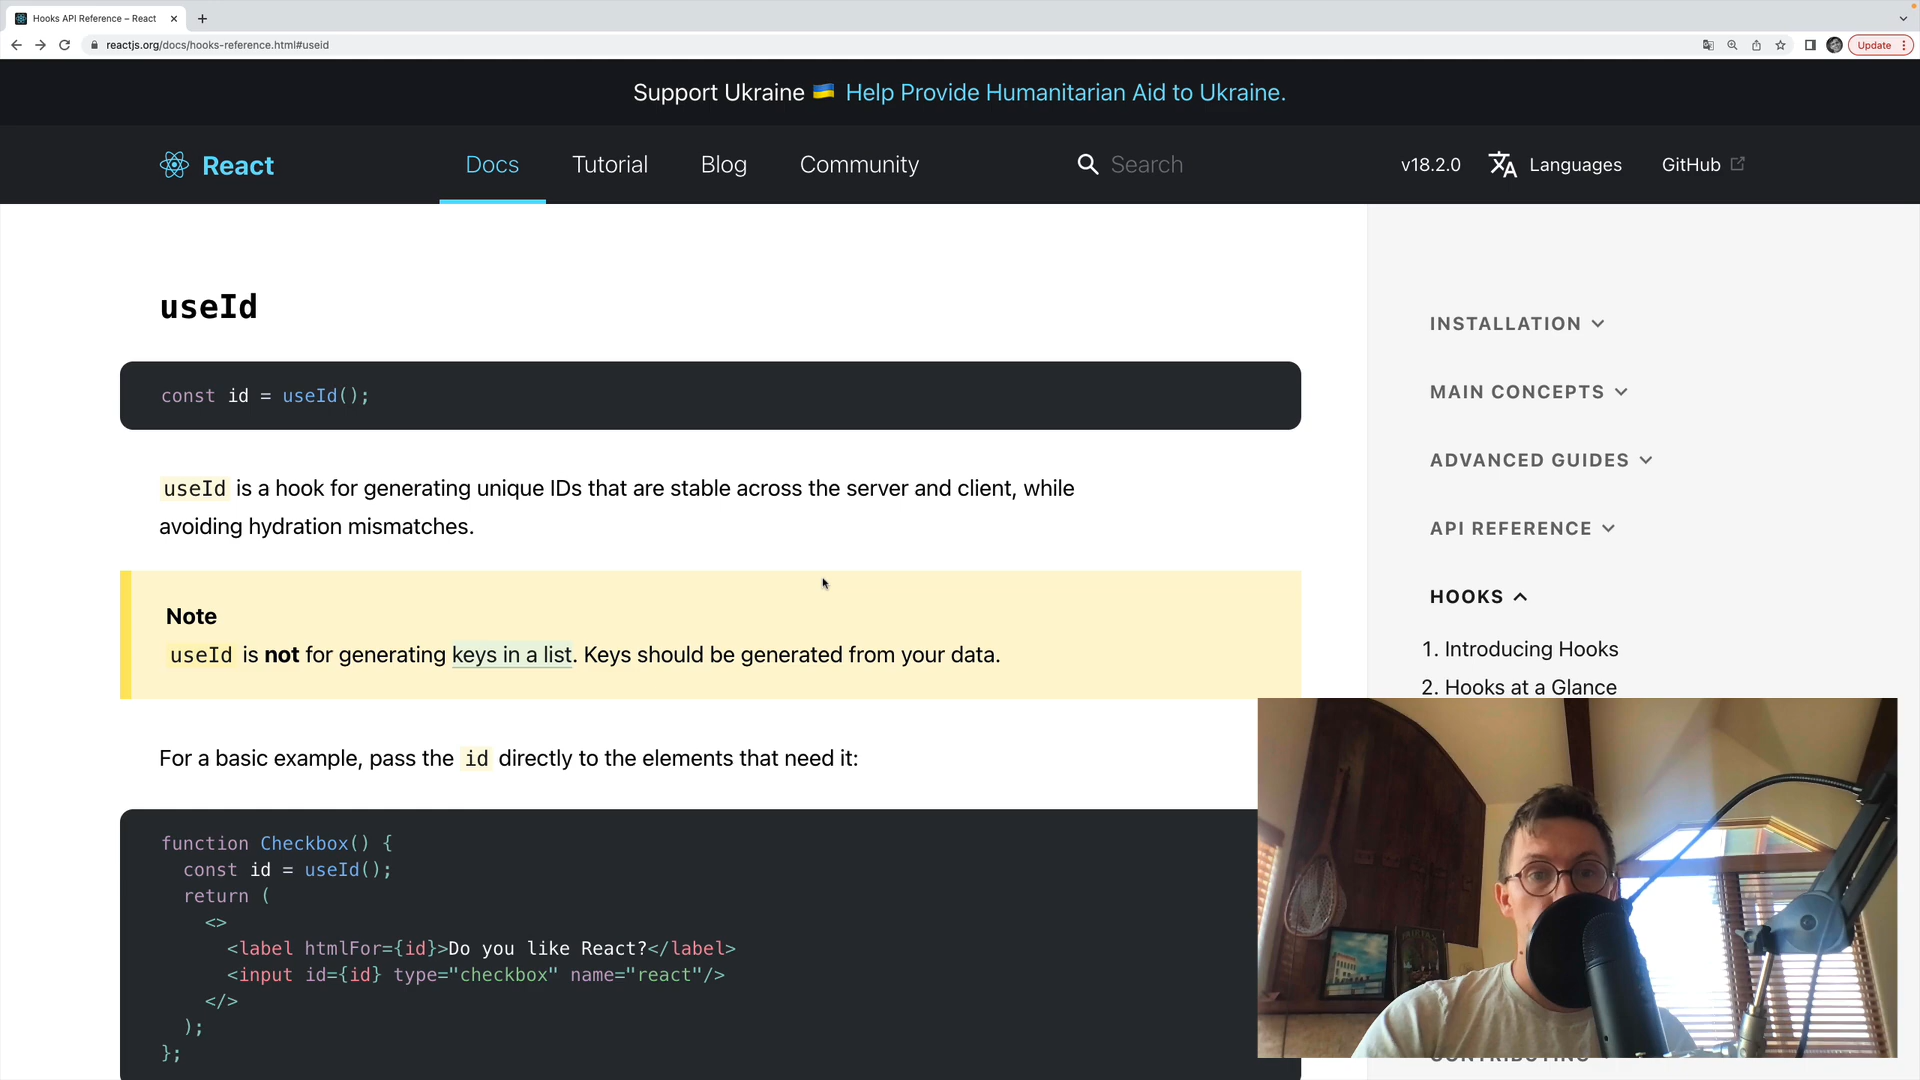 Hooks API Reference – React
reactjs.org/docs/hooks-reference.html#useid
Update
Support Ukraine 🇺🇦 Help Provide Humanitarian Aid to Ukraine.
React
Docs
Tutorial
Blog
Community
Search
v18.2.0
Languages
GitHub
useId
const id = useId();
useId is a hook for generating unique IDs that are stable across the server and client, while
avoiding hydration mismatches.
Note
useId is not for generating keys in a list. Keys should be generated from your data.
For a basic example, pass the id directly to the elements that need it:
function Checkbox() {
const id = useId();
return (
<>
<label htmlFor={id}>Do you like React?</label>
<input id={id} type="checkbox" name="react"/>
</>
);
};
INSTALLATION
MAIN CONCEPTS
ADVANCED GUIDES
API REFERENCE
HOOKS
1. Introducing Hooks
2. Hooks at a Glance
CONTRIBUTING